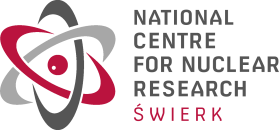 NATIONAL
CENTRE
FOR NUCLEAR
RESEARCH
ŚWIERK